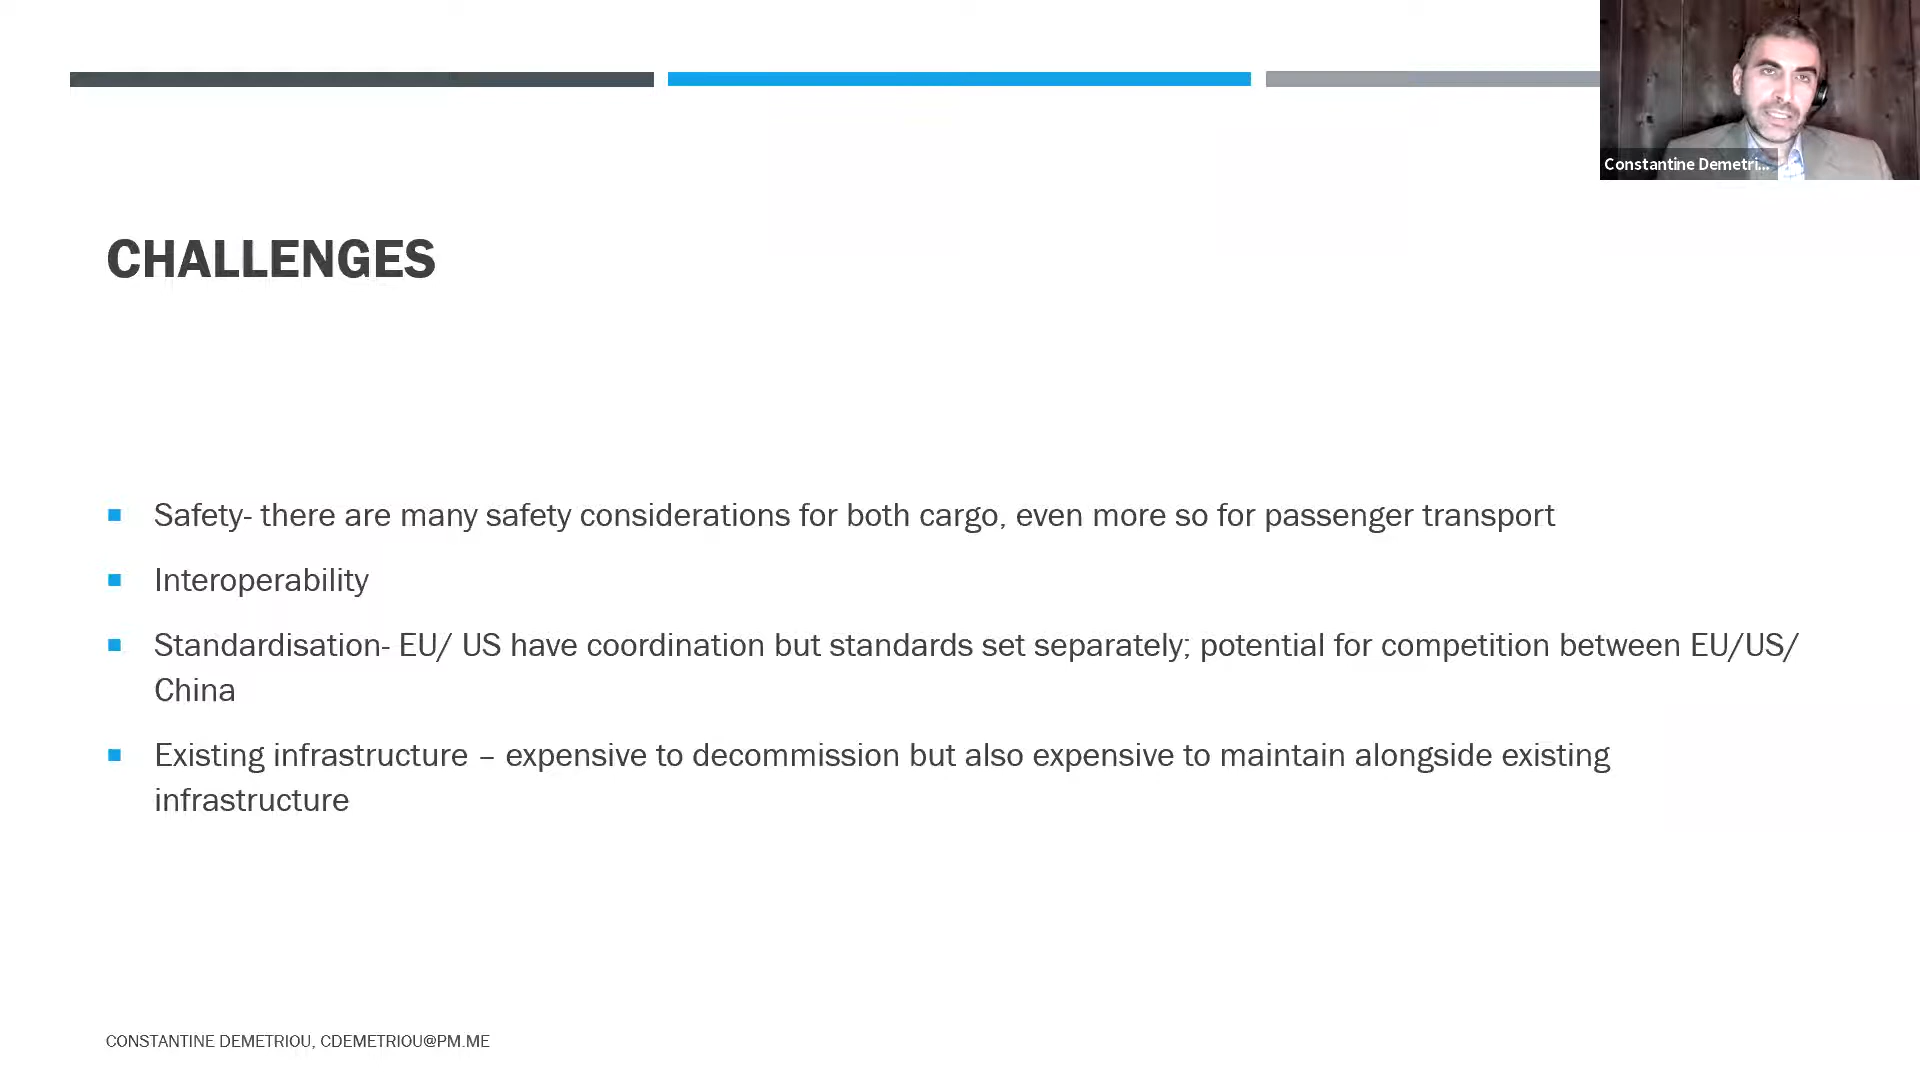 Constantine Demetri...
CHALLENGES
Safety- there are many safety considerations for both cargo, even more so for passenger transport
Interoperability
Standardisation- EU/ US have coordination but standards set separately; potential for competition between EU/US/
China
Existing infrastructure – expensive to decommission but also expensive to maintain alongside existing
infrastructure
CONSTANTINE DEMETRIOU, CDEMETRIOU@PM.ME